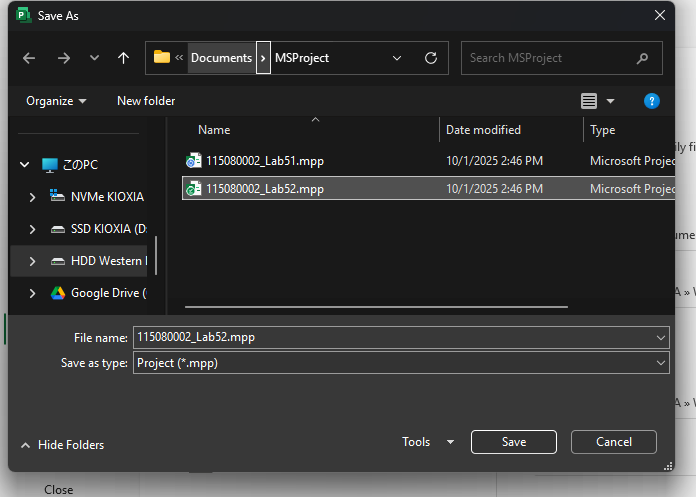 Save As
Documents
MSProject
Search MSProject
Organize
New folder
Name
Date modified
Type
このPC
115080002_Lab51.mpp
10/1/2025 2:46 PM
Microsoft Projec
NVMe KIOXIA
115080002_Lab52.mpp
10/1/2025 2:46 PM
Microsoft Projec
SSD KIOXIA (D:
HDD Western
Google Drive (
File name:
115080002_Lab52.mpp
Save as type:
Project (*.mpp)
Hide Folders
Tools
Save
Cancel
Close